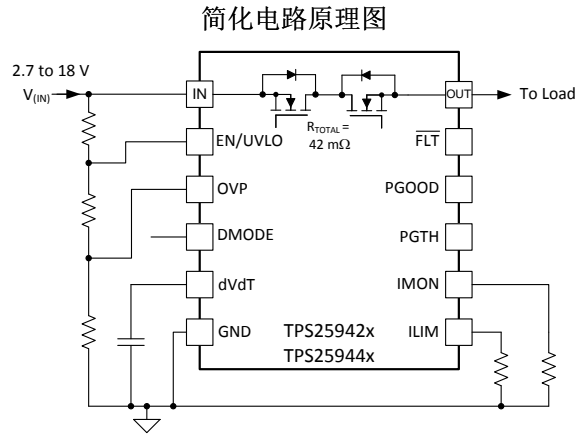 简化电路原理图
2.7 to 18 V
V(IN)
IN
OUT
To Load
RTOTAL =
42 mΩ
EN/UVLO
FLT
OVP
PGOOD
DMODE
PGTH
dVdT
IMON
GND
TPS25942x
ILIM
TPS25944x